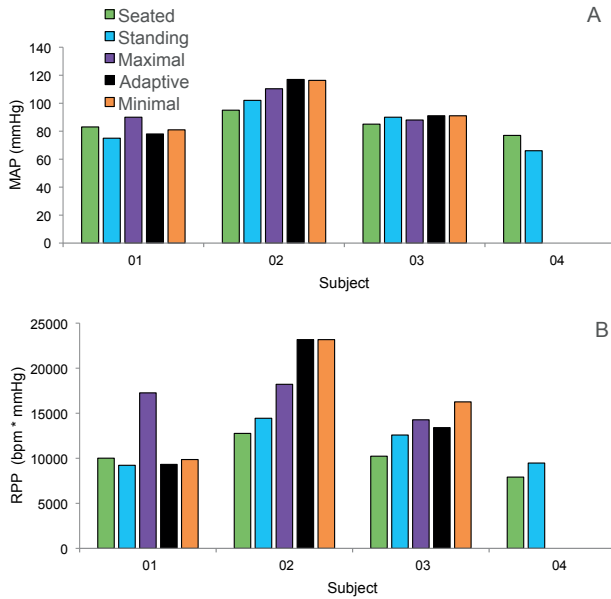 A
Seated
Standing
Maximal
Adaptive
Minimal
MAP (mmHg)
140
120
100
80
60
40
20
0
01 02 03 04
Subject
B
RPP (bpm * mmHg)
25000
20000
15000
10000
5000
0
01 02 03 04
Subject